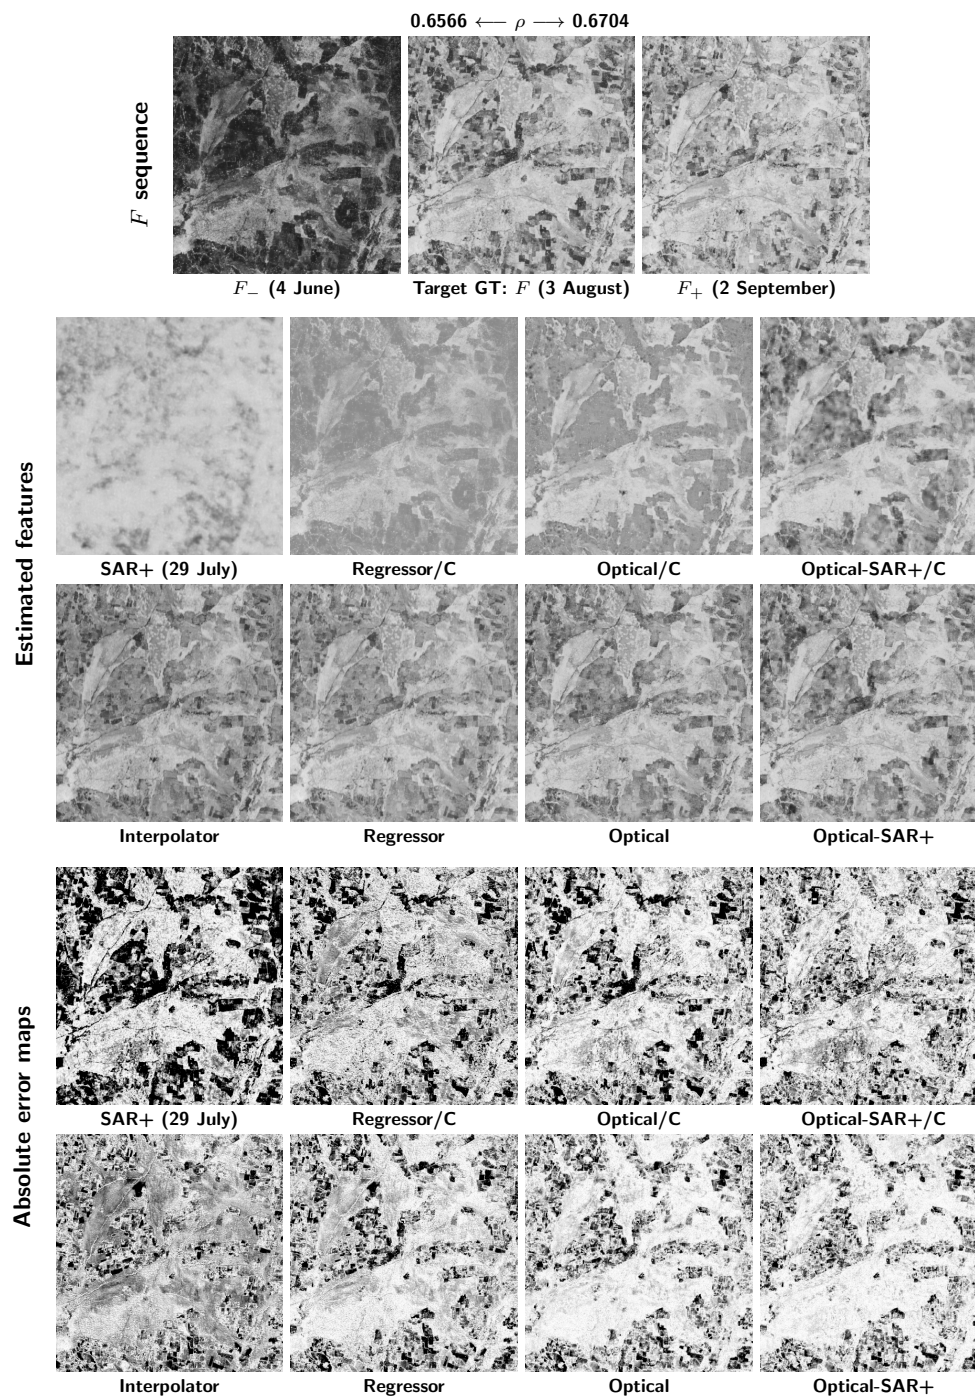 0.6566 ⟵ ρ ⟶ 0.6704
F sequence
F− (4 June) Target GT: F (3 August) F+ (2 September)
Estimated features
SAR+ (29 July) Regressor/C Optical/C Optical-SAR+/C
Interpolator Regressor Optical Optical-SAR+
Absolute error maps
SAR+ (29 July) Regressor/C Optical/C Optical-SAR+/C
Interpolator Regressor Optical Optical-SAR+